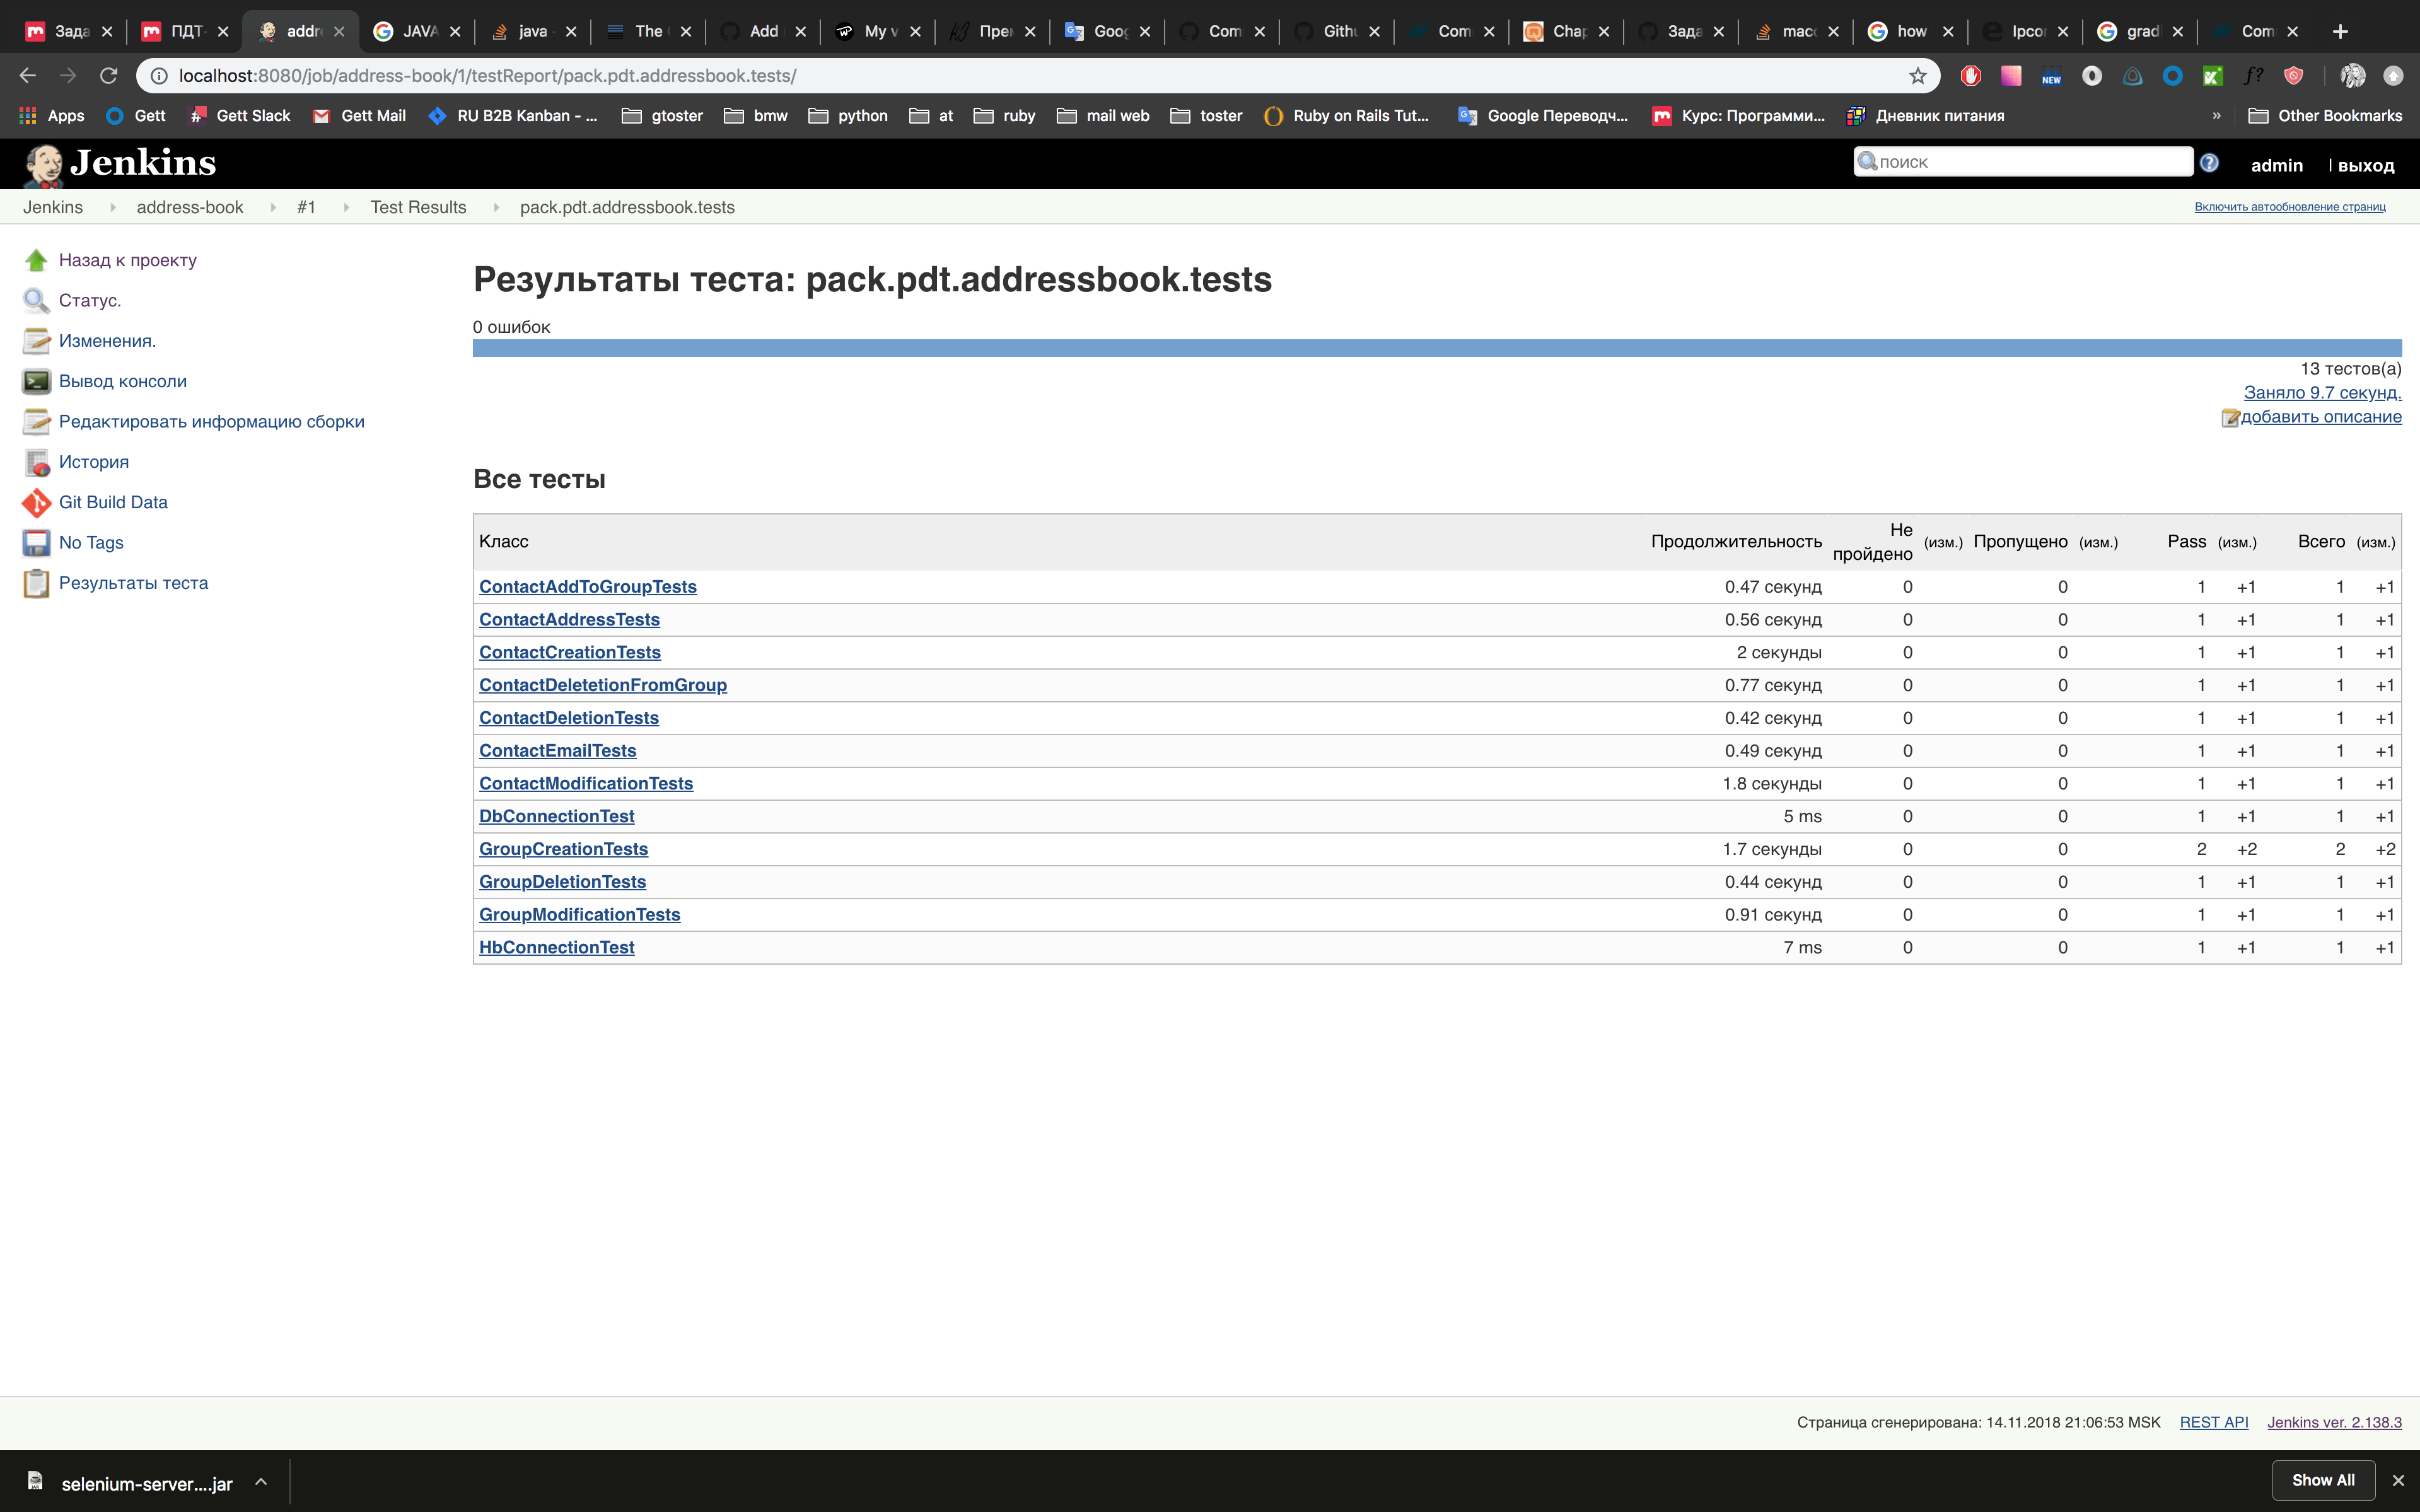 Зада ПДТ- addr JAVA java The Add My v Прем Goog Com Githu Com Chap Зада macc how Ipcon grad Com
localhost:8080/job/address-book/1/testReport/pack.pdt.addressbook.tests/
Apps Gett Gett Slack Gett Mail RU B2B Kanban - ... gtoster bmw python at ruby mail web toster Ruby on Rails Tut... Google Переводч... Курс: Программи... Дневник питания » Other Bookmarks
Jenkins поиск admin | выход
Jenkins address-book #1 Test Results pack.pdt.addressbook.tests Включить автообновление страниц
Назад к проекту
Статус.
Изменения.
Вывод консоли
Редактировать информацию сборки
История
Git Build Data
No Tags
Результаты теста
Результаты теста: pack.pdt.addressbook.tests
0 ошибок
13 тестов(а)
Заняло 9.7 секунд.
добавить описание
Все тесты
Класс Продолжительность Не пройдено (изм.) Пропущено (изм.) Pass (изм.) Всего (изм.)
ContactAddToGroupTests 0.47 секунд 0 0 1 +1 1 +1
ContactAddressTests 0.56 секунд 0 0 1 +1 1 +1
ContactCreationTests 2 секунды 0 0 1 +1 1 +1
ContactDeletetionFromGroup 0.77 секунд 0 0 1 +1 1 +1
ContactDeletionTests 0.42 секунд 0 0 1 +1 1 +1
ContactEmailTests 0.49 секунд 0 0 1 +1 1 +1
ContactModificationTests 1.8 секунды 0 0 1 +1 1 +1
DbConnectionTest 5 ms 0 0 1 +1 1 +1
GroupCreationTests 1.7 секунды 0 0 2 +2 2 +2
GroupDeletionTests 0.44 секунд 0 0 1 +1 1 +1
GroupModificationTests 0.91 секунд 0 0 1 +1 1 +1
HbConnectionTest 7 ms 0 0 1 +1 1 +1
Страница сгенерирована: 14.11.2018 21:06:53 MSK REST API Jenkins ver. 2.138.3
selenium-server....jar Show All